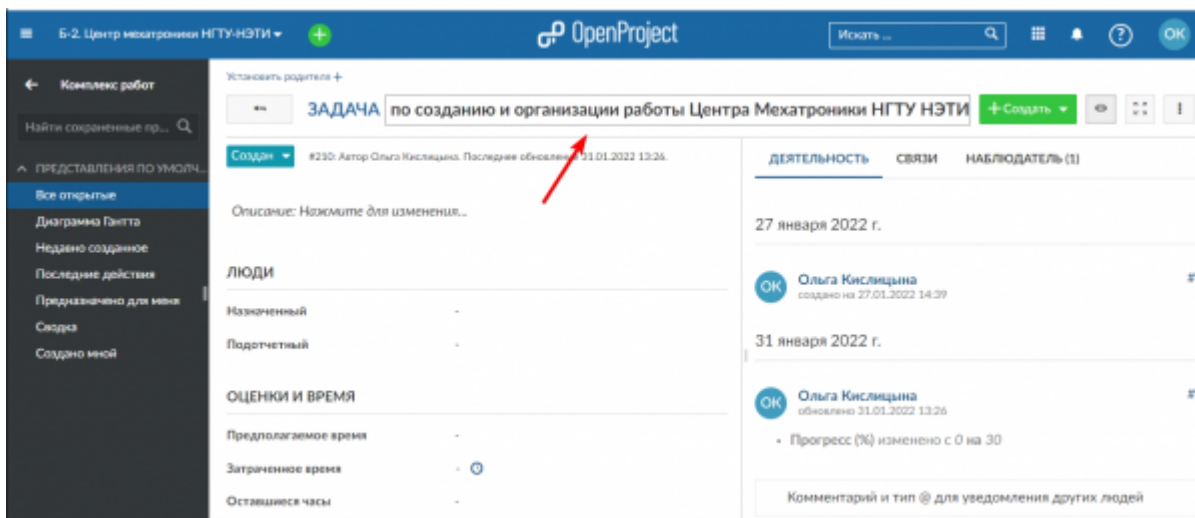 Б-2. Центр мехатроники НГТУ-НЭТИ
OpenProject
Искать ...
OK
Комплекс работ
Найти сохраненные пр...
ПРЕДСТАВЛЕНИЯ ПО УМОЛЧ...
Все открытые
Диаграмма Гантта
Недавно созданное
Последние действия
Предназначено для меня
Сводка
Создано мной
Установить родителя +
ЗАДАЧА по созданию и организации работы Центра Мехатроники НГТУ НЭТИ
+ Создать
Создан
#210: Автор Ольга Кислицына. Последнее обновление 31.01.2022 13:26.
Описание: Нажмите для изменения...
ЛЮДИ
Назначенный -
Подотчетный -
ОЦЕНКИ И ВРЕМЯ
Предполагаемое время -
Затраченное время -
Оставшиеся часы -
ДЕЯТЕЛЬНОСТЬ СВЯЗИ НАБЛЮДАТЕЛЬ (1)
27 января 2022 г.
OK Ольга Кислицына #
создано на 27.01.2022 14:39
31 января 2022 г.
OK Ольга Кислицына #
обновлено 31.01.2022 13:26
• Прогресс (%) изменено с 0 на 30
Комментарий и тип @ для уведомления других людей